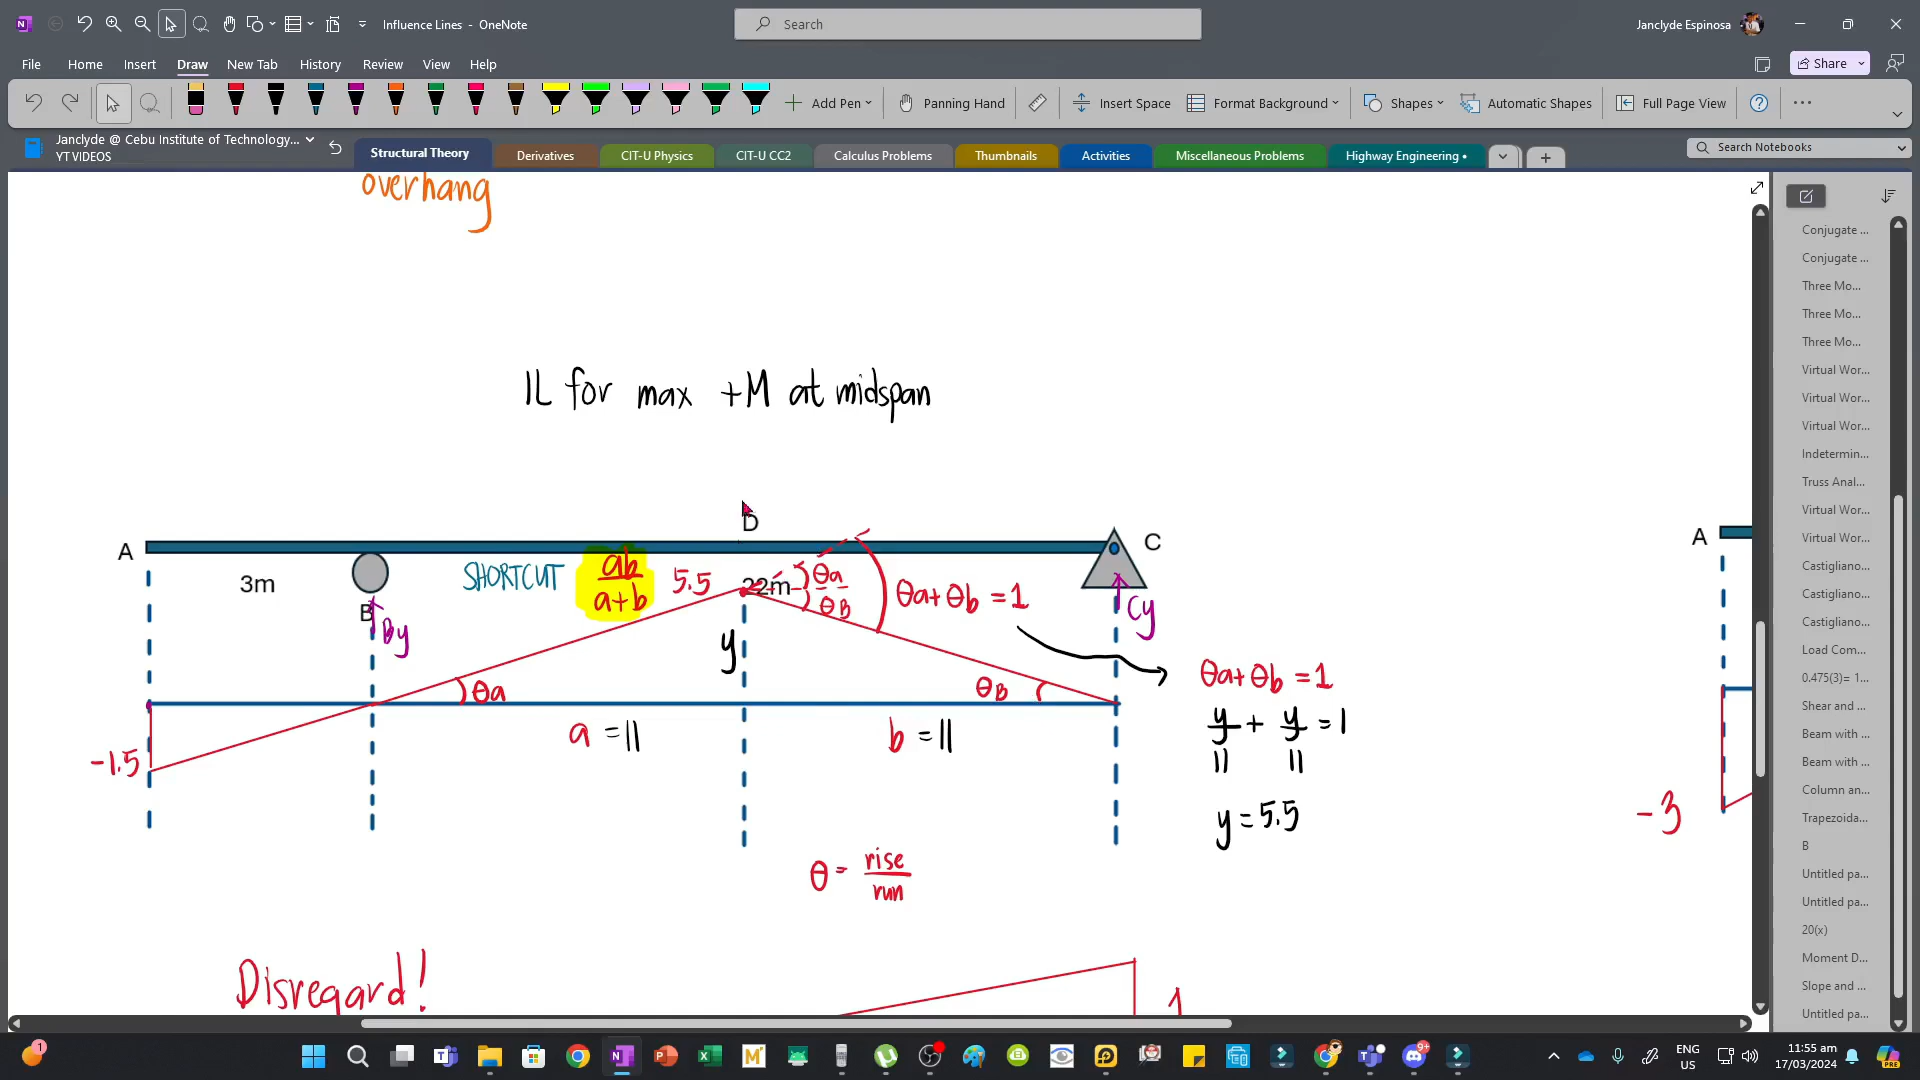 Influence Lines - OneNote
Search
Janclyde Espinosa
File Home Insert Draw New Tab History Review View Help
Share
Add Pen
Panning Hand
Insert Space
Format Background
Shapes
Automatic Shapes
Full Page View
Janclyde @ Cebu Institute of Technology...
YT VIDEOS
Structural Theory
Derivatives
CIT-U Physics
CIT-U CC2
Calculus Problems
Thumbnails
Activities
Miscellaneous Problems
Highway Engineering •
Search Notebooks
overhang
IL for max +M at midspan
D
A
C
A
3m
SHORTCUT
ab
a+b
5.5
22m
θa
θB
θa+θb = 1
B
By
Cy
y
θa+θb = 1
θa
θB
y + y = 1
11 11
a = 11
b = 11
-1.5
y = 5.5
-3
θ = rise
run
Disregard!
1
Conjugate ...
Conjugate ...
Three Mo...
Three Mo...
Three Mo...
Virtual Wor...
Virtual Wor...
Virtual Wor...
Indetermin...
Truss Anal...
Virtual Wor...
Virtual Wor...
Castigliano...
Castigliano...
Castigliano...
Load Com...
0.475(3)= 1...
Shear and ...
Beam with ...
Beam with ...
Column an...
Trapezoida...
B
Untitled pa...
Untitled pa...
20(x)
Moment D...
Slope and ...
Untitled pa...
1
9+
ENG
US
11:55 am
17/03/2024
PRE